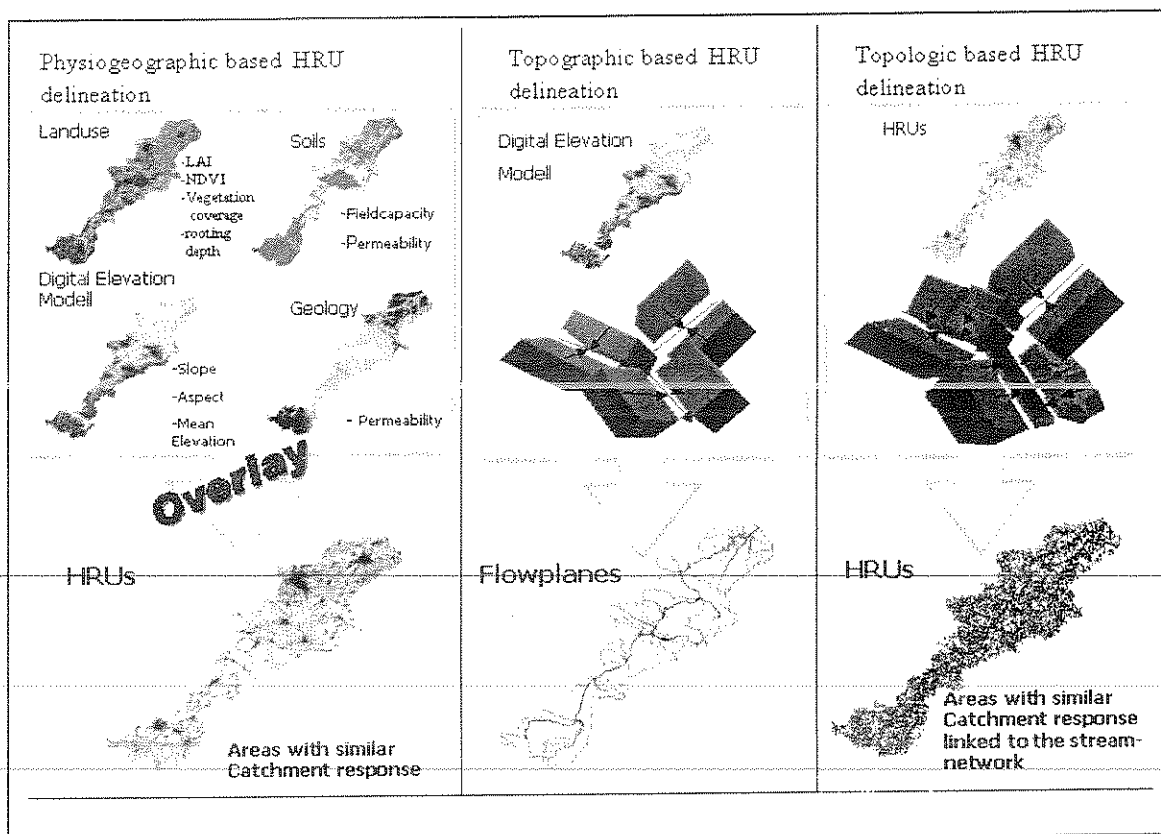 Physiogeographic based HRU
delineation
Landuse
-LAI
-NDVI
-Vegetation
coverage
-rooting
depth
Soils
-Fieldcapacity
-Permeability
Digital Elevation
Modell
-Slope
-Aspect
-Mean
Elevation
Geology
- Permeability
Overlay
HRUs
Areas with similar
Catchment response
Topographic based HRU
delineation
Digital Elevation
Modell
Flowplanes
Topologic based HRU
delineation
HRUs
HRUs
Areas with similar
Catchment response
linked to the stream-
network